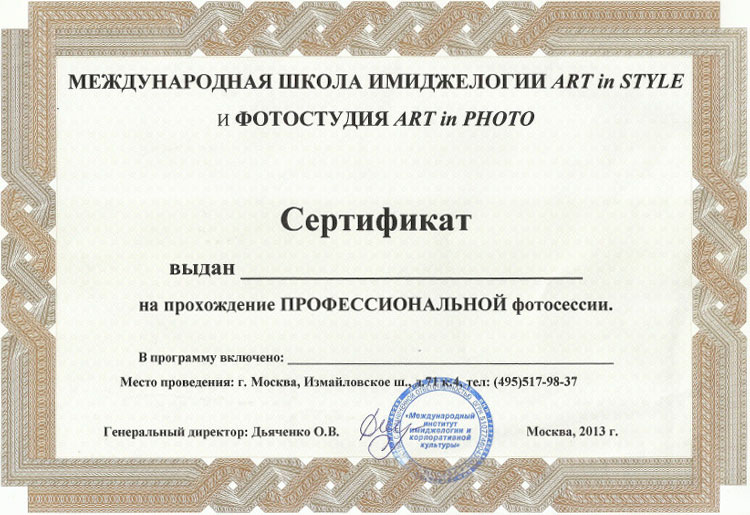 МЕЖДУНАРОДНАЯ ШКОЛА ИМИДЖЕЛОГИИ ART in STYLE
И ФОТОСТУДИЯ ART in PHOTO
Сертификат
выдан
на прохождение ПРОФЕССИОНАЛЬНОЙ фотосессии.
В программу включено:
Место проведения: г. Москва, Измайловское ш., д.71 к.4, тел: (495)517-98-37
Генеральный директор: Дьяченко О.В.
«Международный
институт
имиджелогии и
корпоративной
культуры»
Москва, 2013 г.